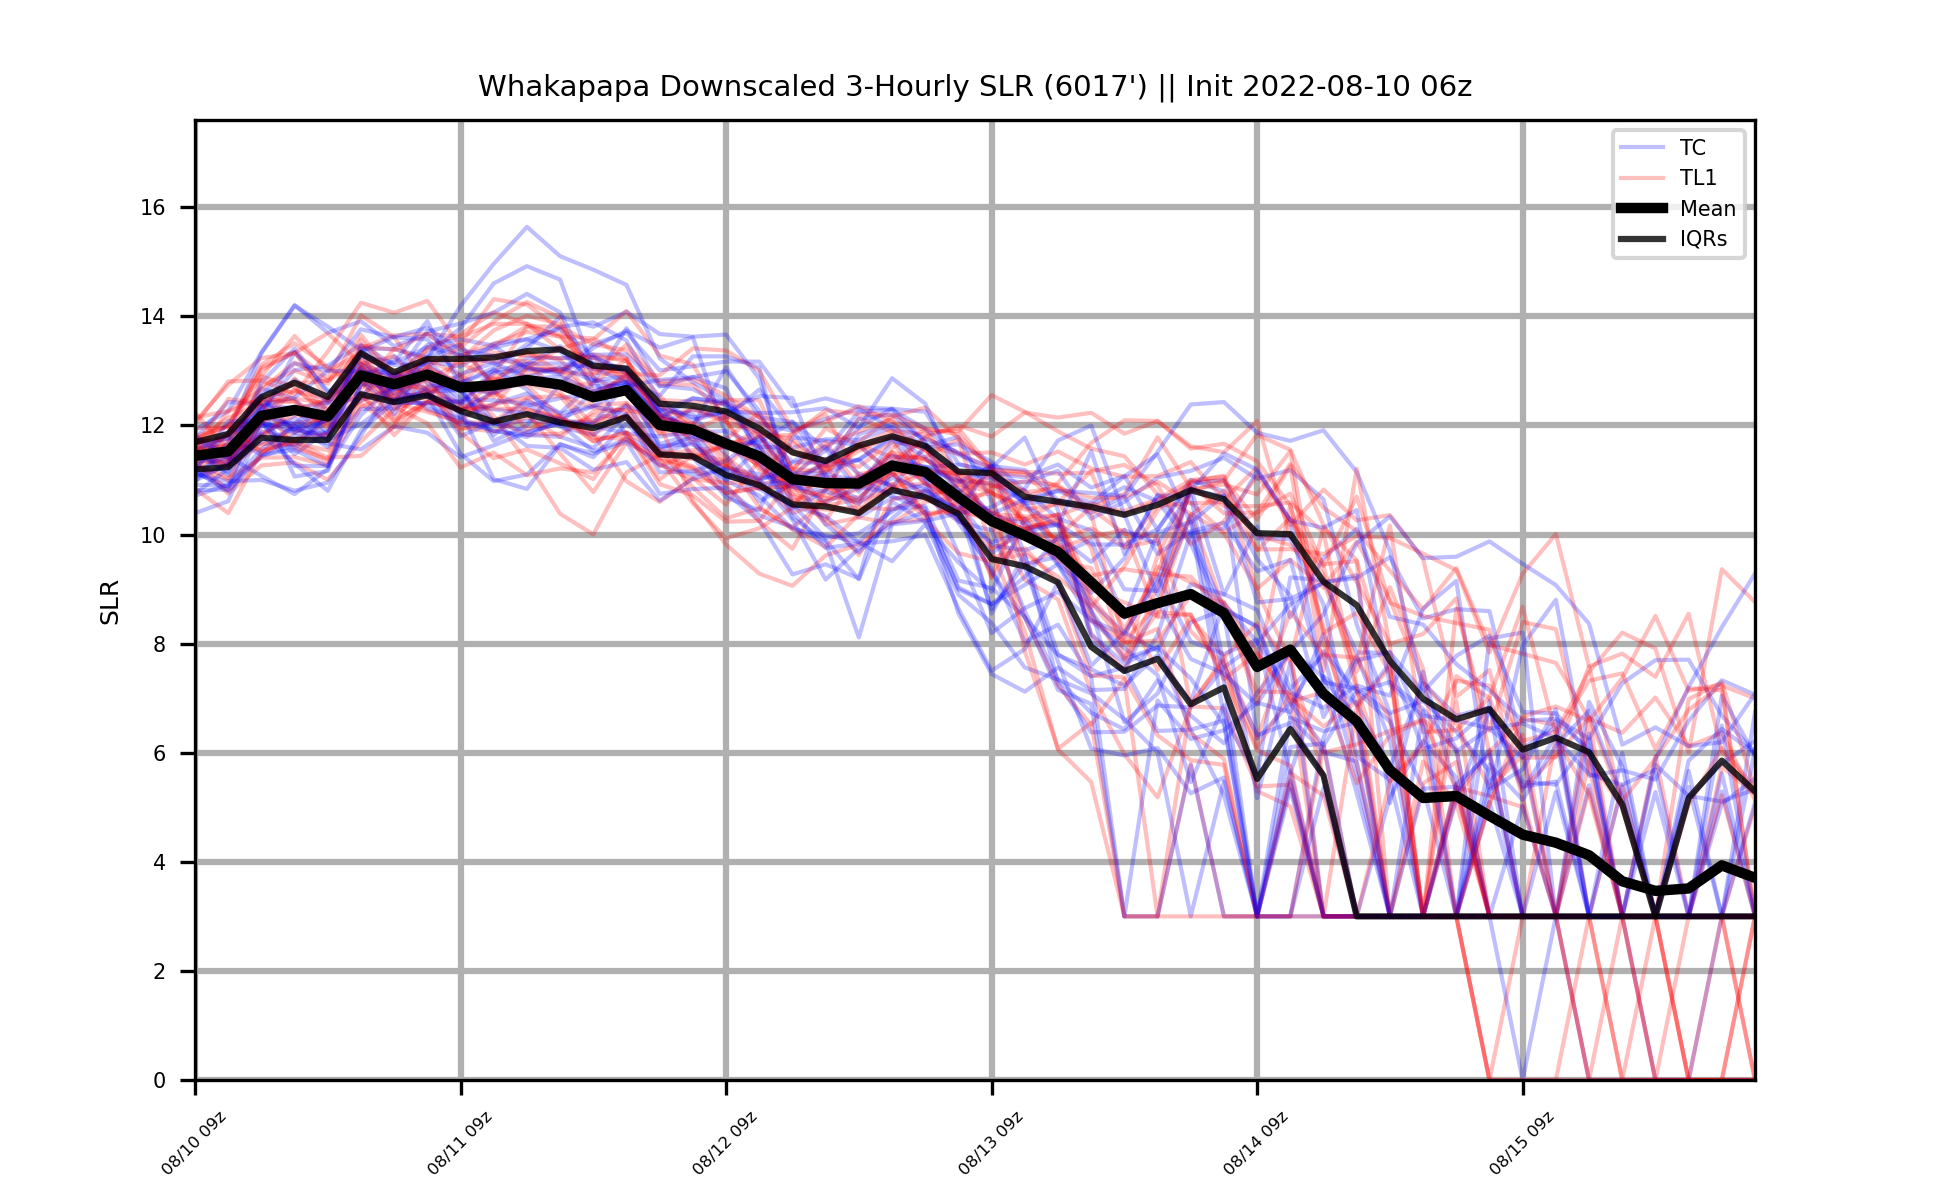 Whakapapa Downscaled 3-Hourly SLR (6017') || Init 2022-08-10 06z
TC
TL1
Mean
IQRs
SLR
16
14
12
10
8
6
4
2
0
08/10 09z
08/11 09z
08/12 09z
08/13 09z
08/14 09z
08/15 09z